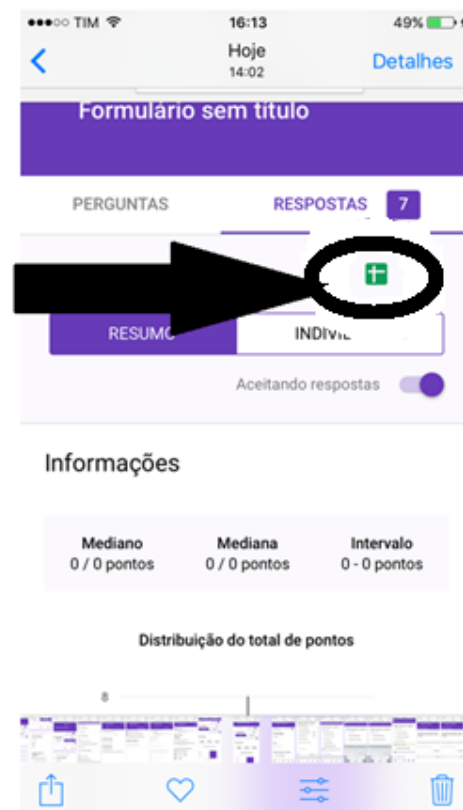 TIM
16:13
49%
Hoje
14:02
Detalhes
Formulário sem título
PERGUNTAS
RESPOSTAS 7
RESUMO
Aceitando respostas
Informações
Mediano
0 / 0 pontos
Mediana
0 / 0 pontos
Intervalo
0 - 0 pontos
Distribuição do total de pontos
8